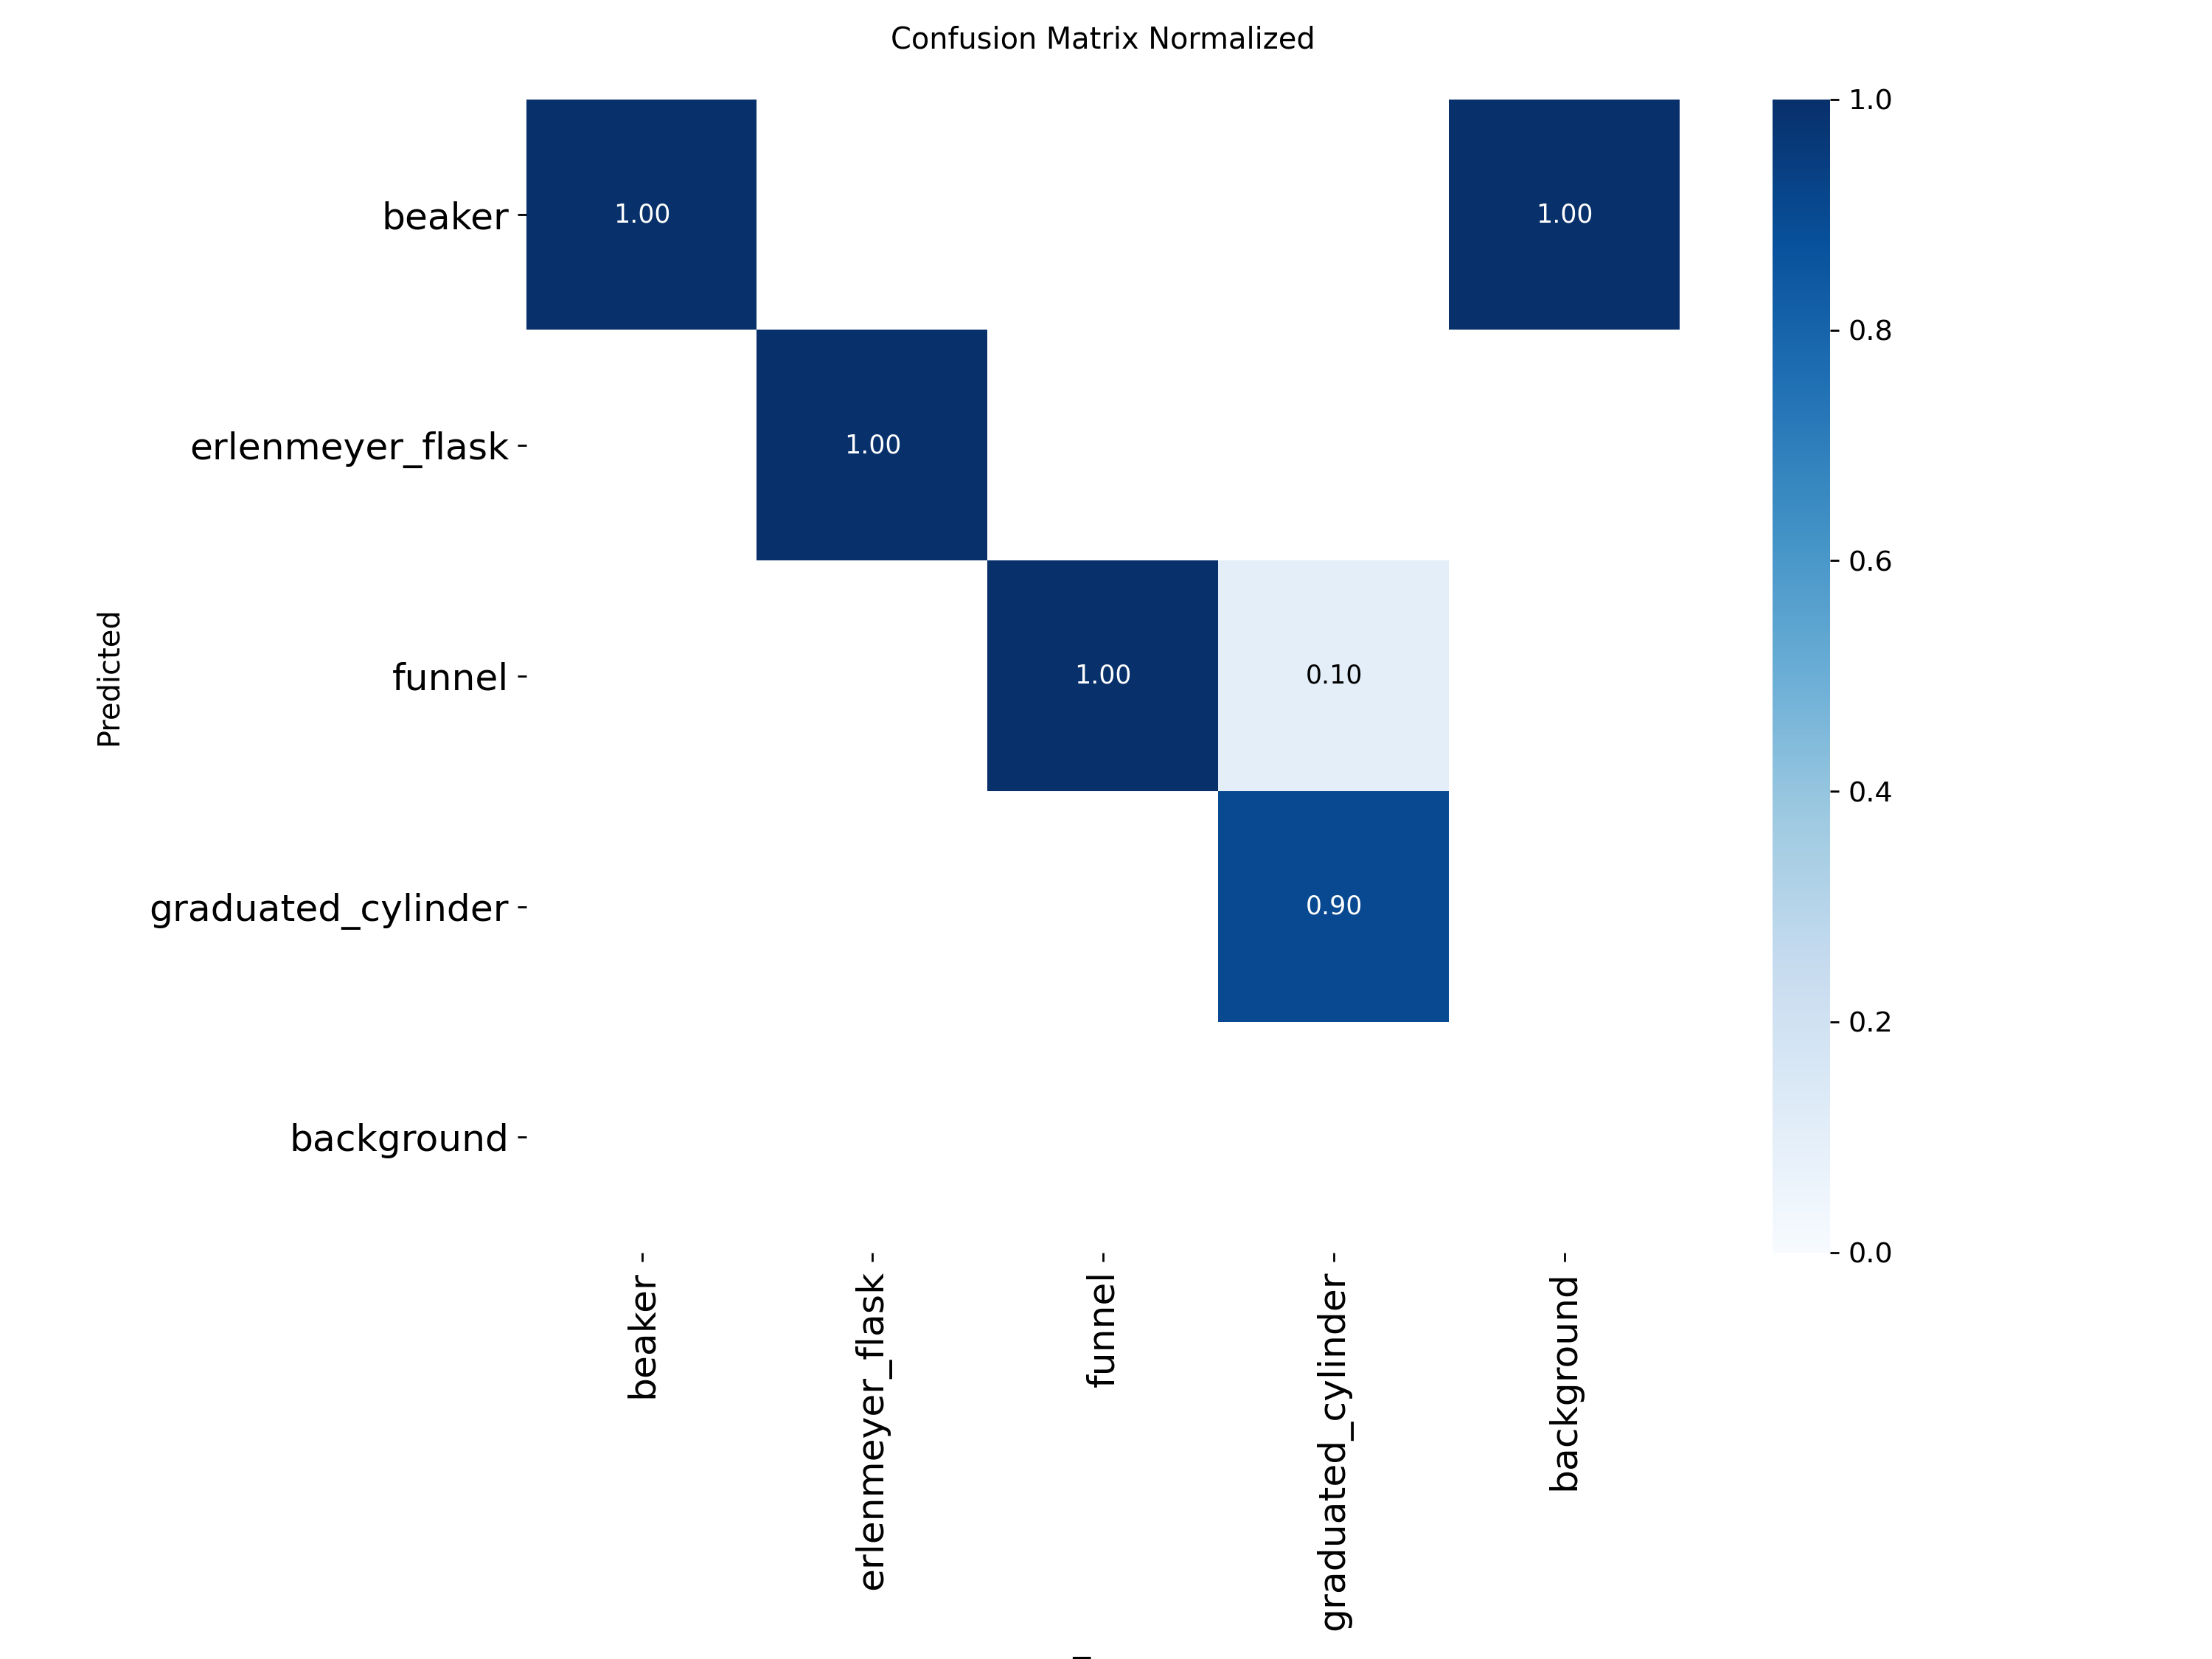 Confusion Matrix Normalized
1.0
beaker
1.00
1.00
0.8
erlenmeyer_flask
1.00
0.6
Predicted
funnel
1.00
0.10
0.4
graduated_cylinder
0.90
0.2
background
0.0
beaker
erlenmeyer_flask
funnel
graduated_cylinder
background